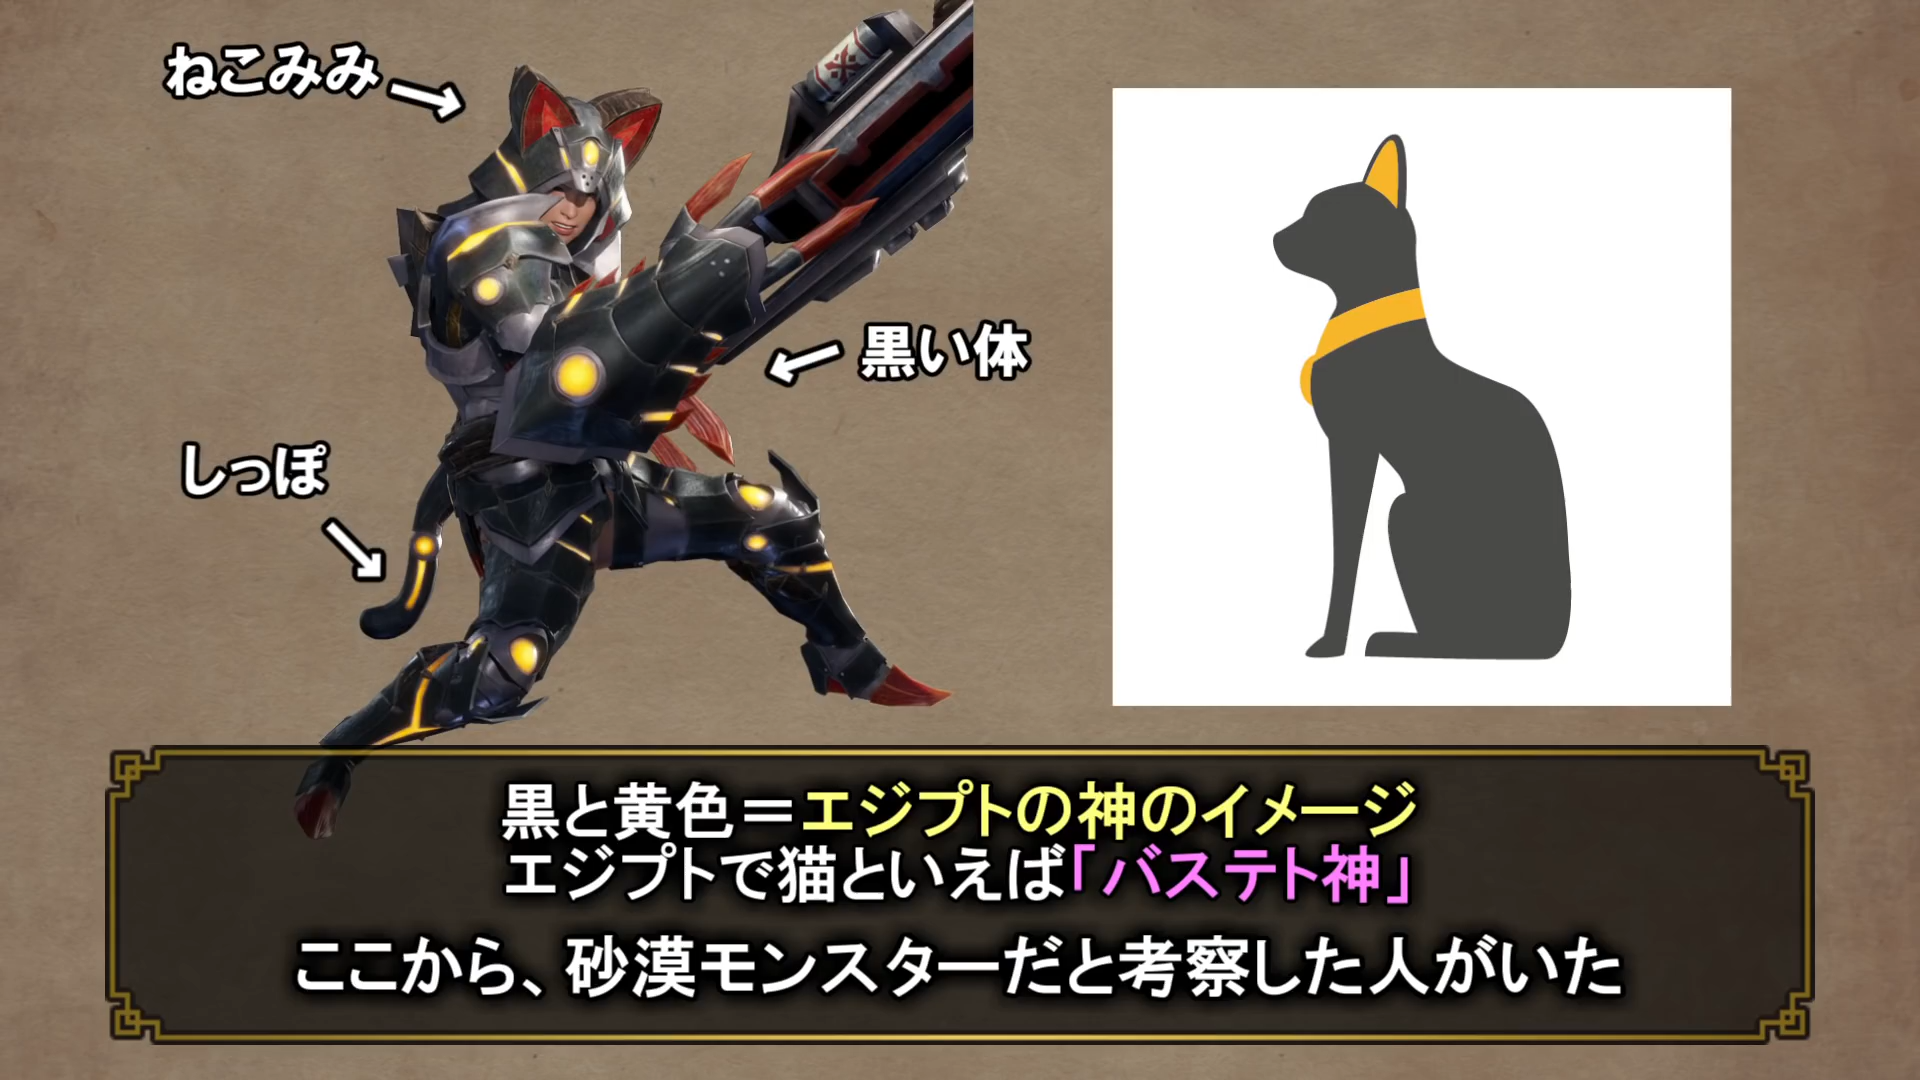 ねこみみ
黒い体
しっぽ
黒と黄色＝エジプトの神のイメージ
エジプトで猫といえば「バステト神」
ここから、砂漠モンスターだと考察した人がいた